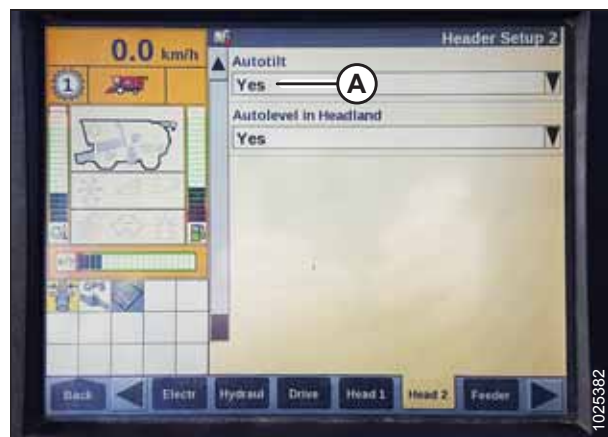 0.0 km/h
Header Setup 2
1
Autotilt
Yes
A
Autolevel in Headland
Yes
Back
Electr
Hydraul
Drive
Head 1
Head 2
Feeder
1025382